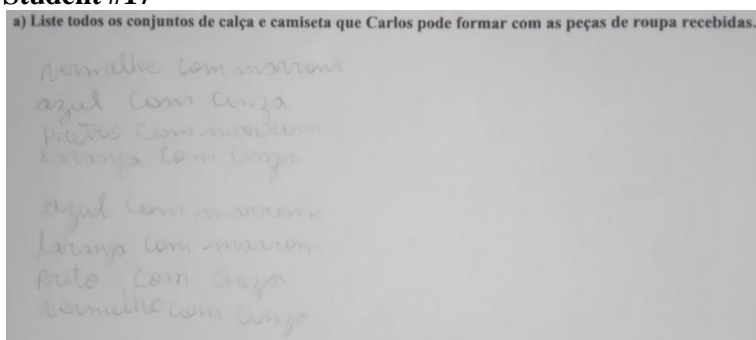 Student #17
a) Liste todos os conjuntos de calça e camiseta que Carlos pode formar com as peças de roupa recebidas.
vermelho com marrom
azul com cinza
com marrom
laranja com cinza
azul com marrom
laranja com marrom
preto com cinza
vermelho com cinza